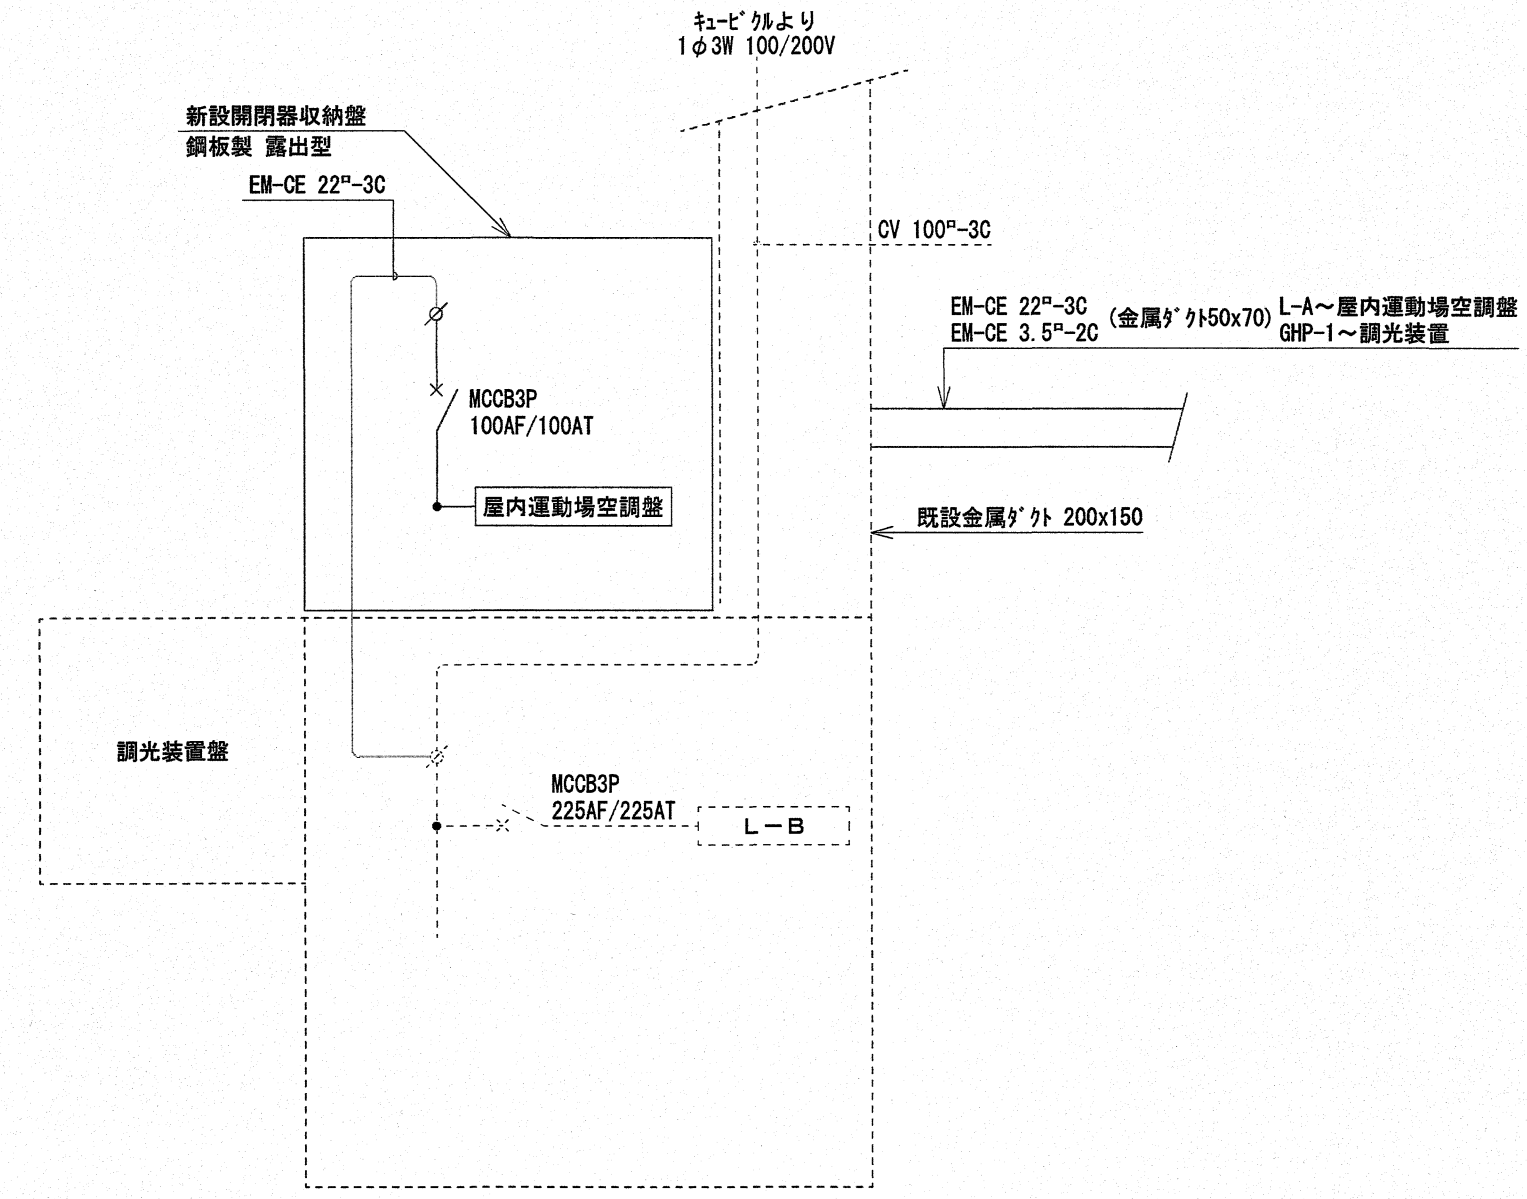 キュービクルより
1φ3W 100/200V
新設開閉器収納盤
鋼板製 露出型
EM-CE 22□-3C
CV 100□-3C
EM-CE 22□-3C
EM-CE 3.5□-2C
(金属ダクト50x70)
L-A～屋内運動場空調盤
GHP-1～調光装置
MCCB3P
100AF/100AT
屋内運動場空調盤
既設金属ダクト 200x150
調光装置盤
MCCB3P
225AF/225AT
L－B